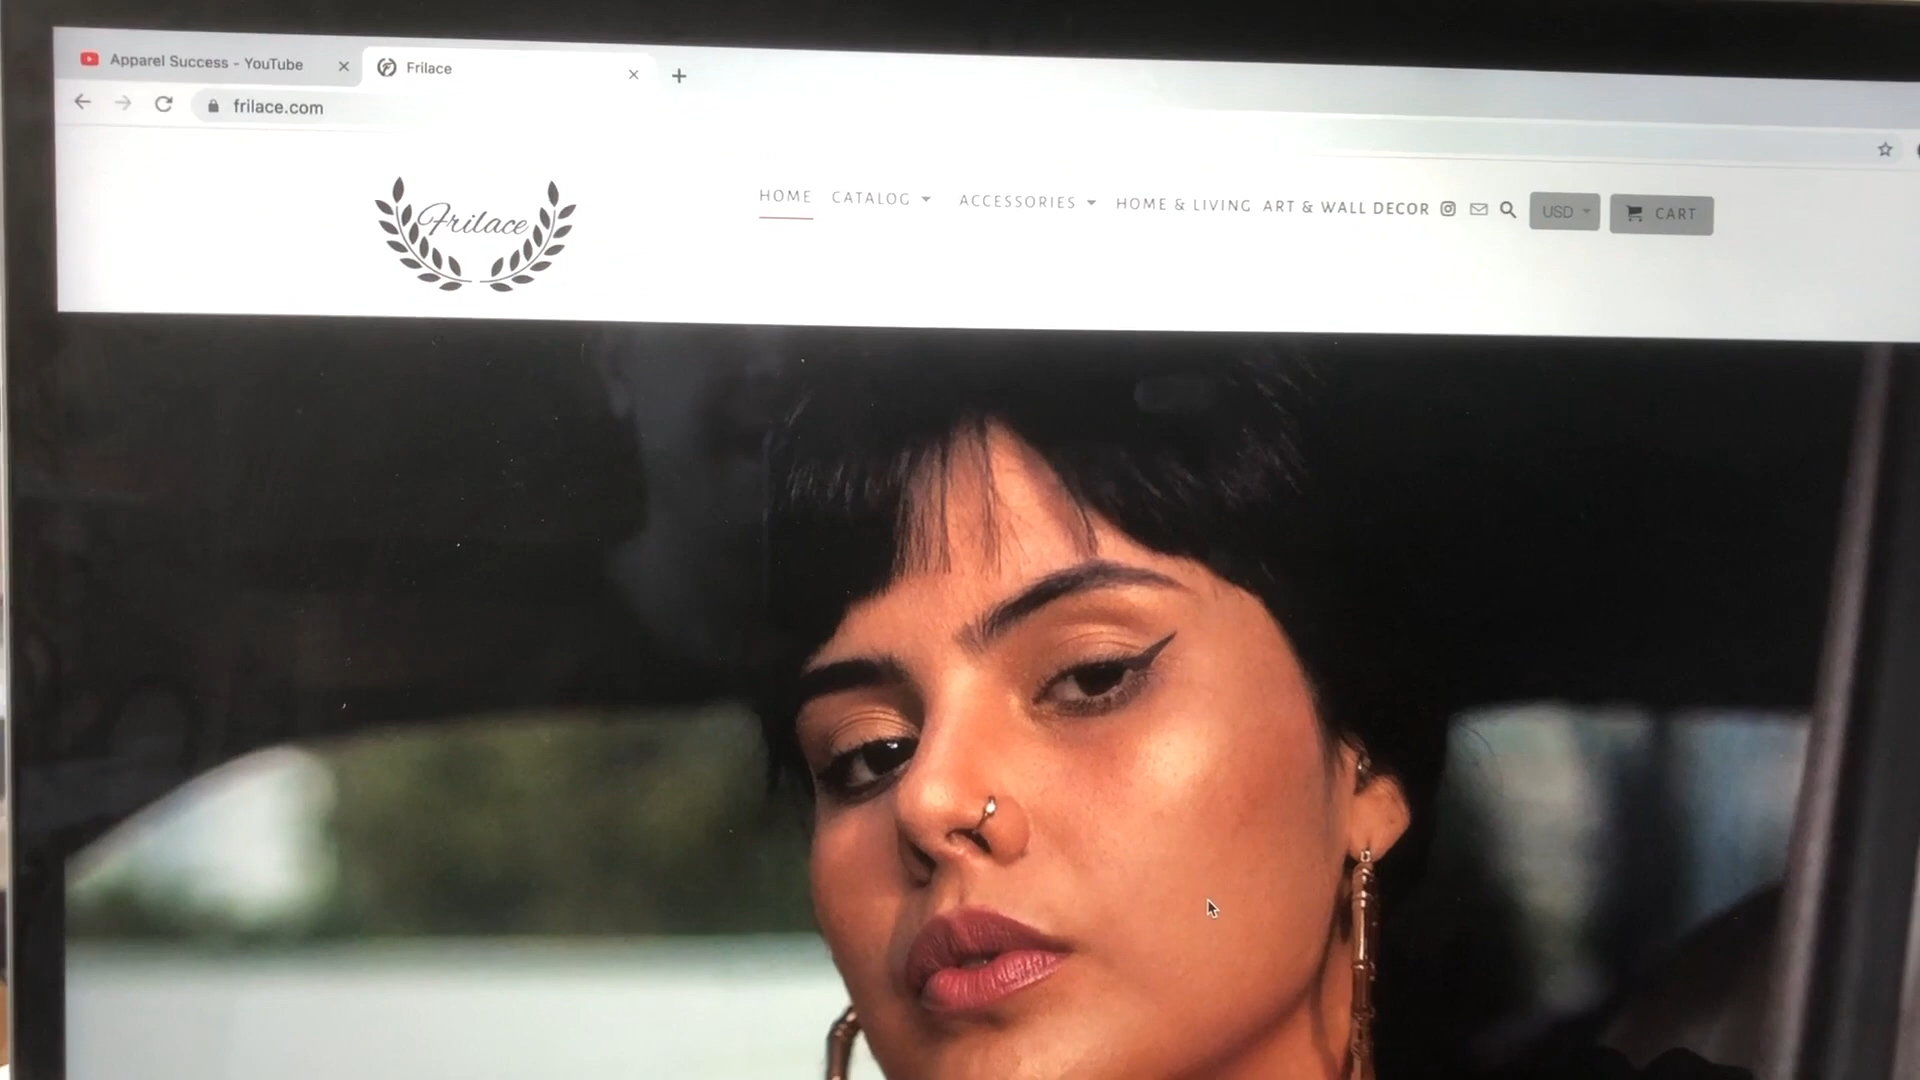 Apparel Success - YouTube
Frilace
frilace.com
Frilace
HOME
CATALOG
ACCESSORIES
HOME & LIVING
ART & WALL DECOR
USD
CART